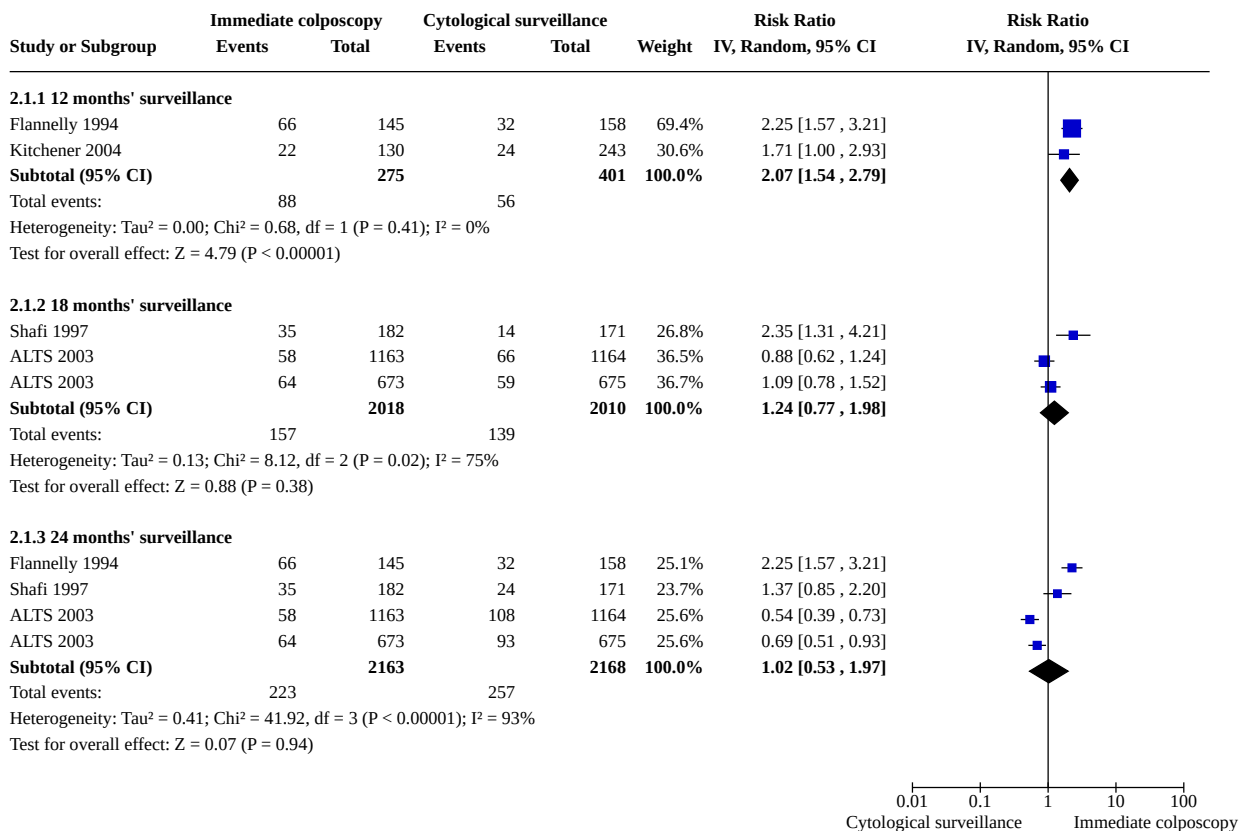 Immediate colposcopy Cytological surveillance Risk Ratio Risk Ratio
Study or Subgroup Events Total Events Total Weight IV, Random, 95% CI IV, Random, 95% CI
2.1.1 12 months' surveillance
Flannelly 1994 66 145 32 158 69.4% 2.25 [1.57 , 3.21]
Kitchener 2004 22 130 24 243 30.6% 1.71 [1.00 , 2.93]
Subtotal (95% CI) 275 401 100.0% 2.07 [1.54 , 2.79]
Total events: 88 56
Heterogeneity: Tau² = 0.00; Chi² = 0.68, df = 1 (P = 0.41); I² = 0%
Test for overall effect: Z = 4.79 (P < 0.00001)
2.1.2 18 months' surveillance
Shafi 1997 35 182 14 171 26.8% 2.35 [1.31 , 4.21]
ALTS 2003 58 1163 66 1164 36.5% 0.88 [0.62 , 1.24]
ALTS 2003 64 673 59 675 36.7% 1.09 [0.78 , 1.52]
Subtotal (95% CI) 2018 2010 100.0% 1.24 [0.77 , 1.98]
Total events: 157 139
Heterogeneity: Tau² = 0.13; Chi² = 8.12, df = 2 (P = 0.02); I² = 75%
Test for overall effect: Z = 0.88 (P = 0.38)
2.1.3 24 months' surveillance
Flannelly 1994 66 145 32 158 25.1% 2.25 [1.57 , 3.21]
Shafi 1997 35 182 24 171 23.7% 1.37 [0.85 , 2.20]
ALTS 2003 58 1163 108 1164 25.6% 0.54 [0.39 , 0.73]
ALTS 2003 64 673 93 675 25.6% 0.69 [0.51 , 0.93]
Subtotal (95% CI) 2163 2168 100.0% 1.02 [0.53 , 1.97]
Total events: 223 257
Heterogeneity: Tau² = 0.41; Chi² = 41.92, df = 3 (P < 0.00001); I² = 93%
Test for overall effect: Z = 0.07 (P = 0.94)
0.01 0.1 1 10 100
Cytological surveillance Immediate colposcopy